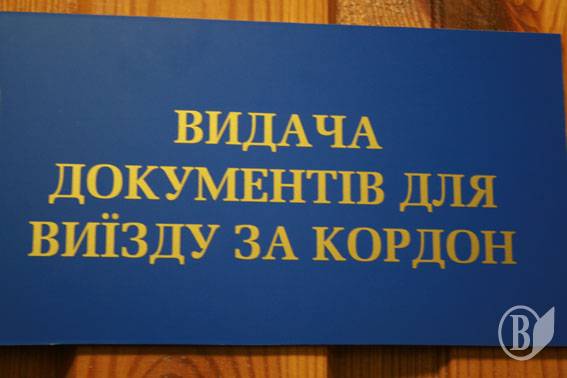 ВИДАЧА
ДОКУМЕНТІВ ДЛЯ
ВИЇЗДУ ЗА КОРДОН
В